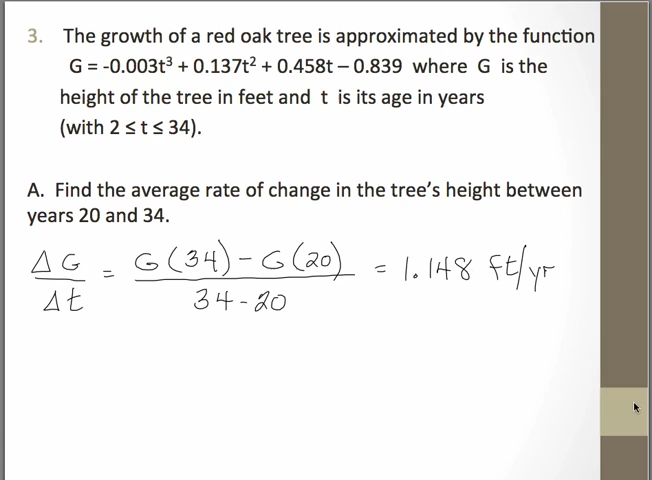 3. The growth of a red oak tree is approximated by the function
G = -0.003t³ + 0.137t² + 0.458t – 0.839 where G is the
height of the tree in feet and t is its age in years
(with 2 ≤ t ≤ 34).
A. Find the average rate of change in the tree's height between
years 20 and 34.
ΔG/Δt = (G(34) - G(20))/(34-20) = 1.148 ft/yr